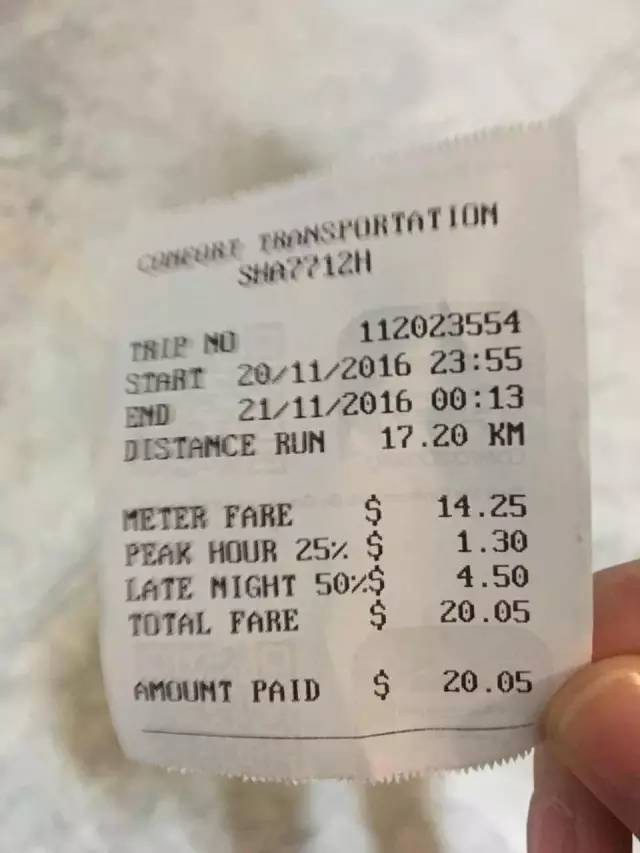 COMFORT TRANSPORTATION
SHA7712H
TRIP NO 112023554
START 20/11/2016 23:55
END 21/11/2016 00:13
DISTANCE RUN 17.20 KM
METER FARE $ 14.25
PEAK HOUR 25% $ 1.30
LATE NIGHT 50%$ 4.50
TOTAL FARE $ 20.05
AMOUNT PAID $ 20.05